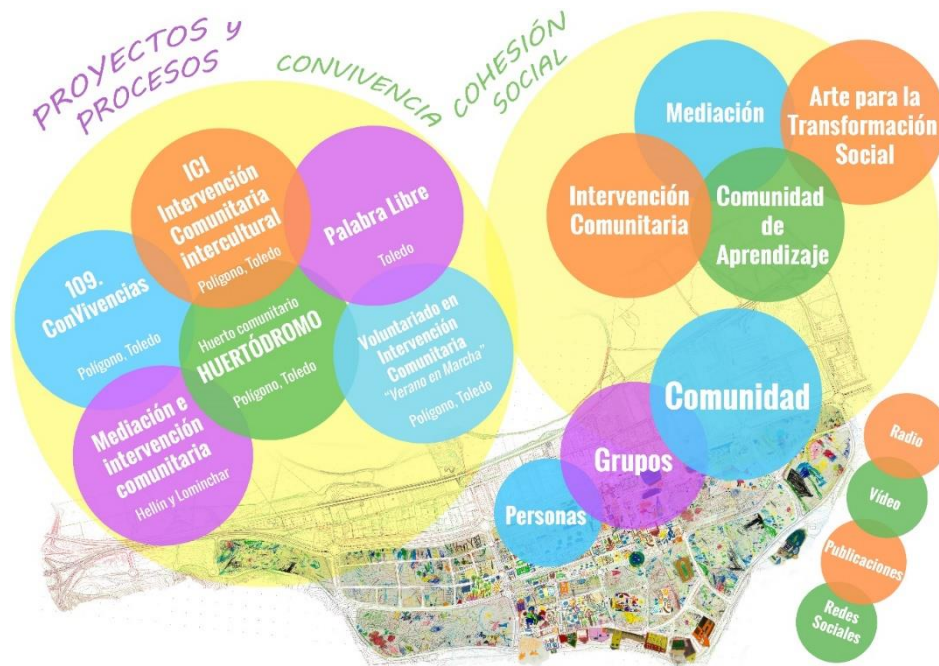 PROYECTOS y
PROCESOS
CONVIVENCIA
COHESIÓN
SOCIAL
ICI
Intervención
Comunitaria
intercultural
Polígono, Toledo
Palabra Libre
Toledo
109.
ConVivencias
Polígono, Toledo
Huerto comunitario
HUERTÓDROMO
Polígono, Toledo
Voluntariado en
Intervención
Comunitaria
"Verano en Marcha"
Polígono, Toledo
Mediación e
intervención
comunitaria
Hellín y Lominchar
Mediación
Arte para la
Transformación
Social
Intervención
Comunitaria
Comunidad
de
Aprendizaje
Comunidad
Grupos
Personas
Radio
Vídeo
Publicaciones
Redes
Sociales